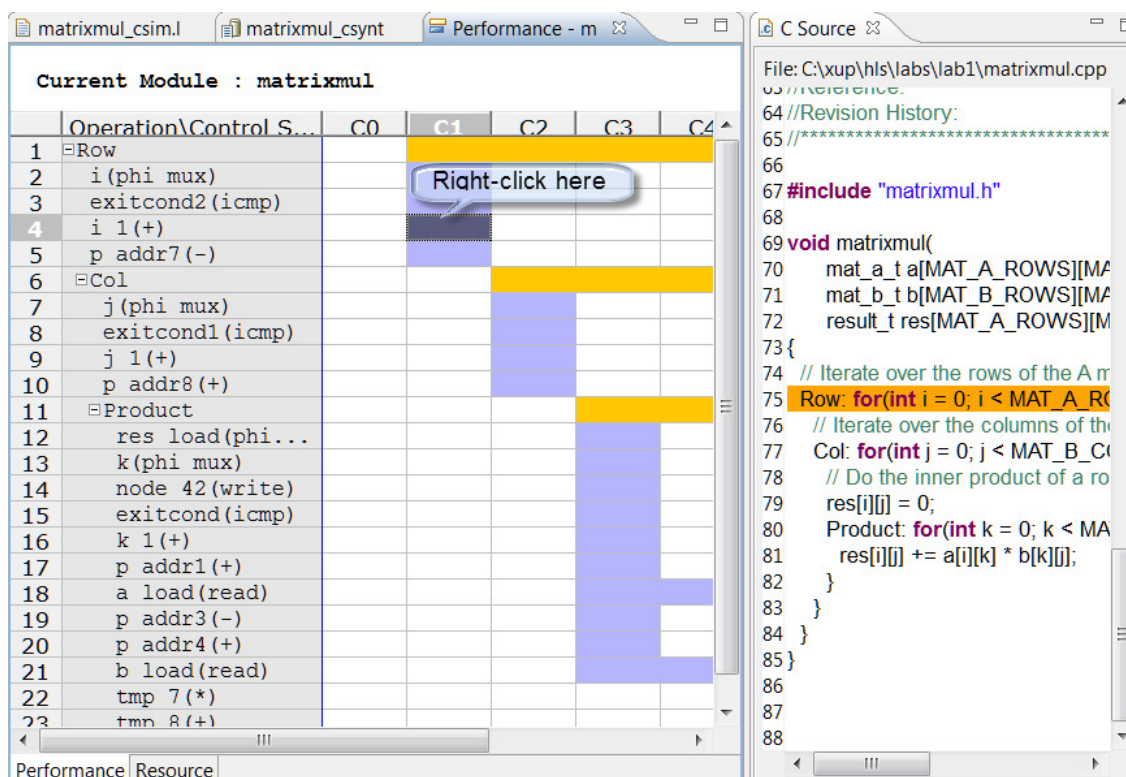 matrixmul_csim.l
matrixmul_csynt
Performance - m
Current Module : matrixmul
Operation\Control S... C0 C1 C2 C3 C4
1 Row
2 i(phi mux)
3 exitcond2(icmp)
4 i 1(+)
5 p addr7(-)
6 Col
7 j(phi mux)
8 exitcond1(icmp)
9 j 1(+)
10 p addr8(+)
11 Product
12 res load(phi...
13 k(phi mux)
14 node 42(write)
15 exitcond(icmp)
16 k 1(+)
17 p addr1(+)
18 a load(read)
19 p addr3(-)
20 p addr4(+)
21 b load(read)
22 tmp 7(*)
23 tmp 8(+)
Right-click here
Performance Resource
C Source
File: C:\xup\hls\labs\lab1\matrixmul.cpp
63 //Reference:
64 //Revision History:
65 //***********************************
66
67 #include "matrixmul.h"
68
69 void matrixmul(
70 mat_a_t a[MAT_A_ROWS][MA
71 mat_b_t b[MAT_B_ROWS][MA
72 result_t res[MAT_A_ROWS][M
73 {
74 // Iterate over the rows of the A m
75 Row: for(int i = 0; i < MAT_A_RO
76 // Iterate over the columns of the
77 Col: for(int j = 0; j < MAT_B_CO
78 // Do the inner product of a ro
79 res[i][j] = 0;
80 Product: for(int k = 0; k < MA
81 res[i][j] += a[i][k] * b[k][j];
82 }
83 }
84 }
85 }
86
87
88